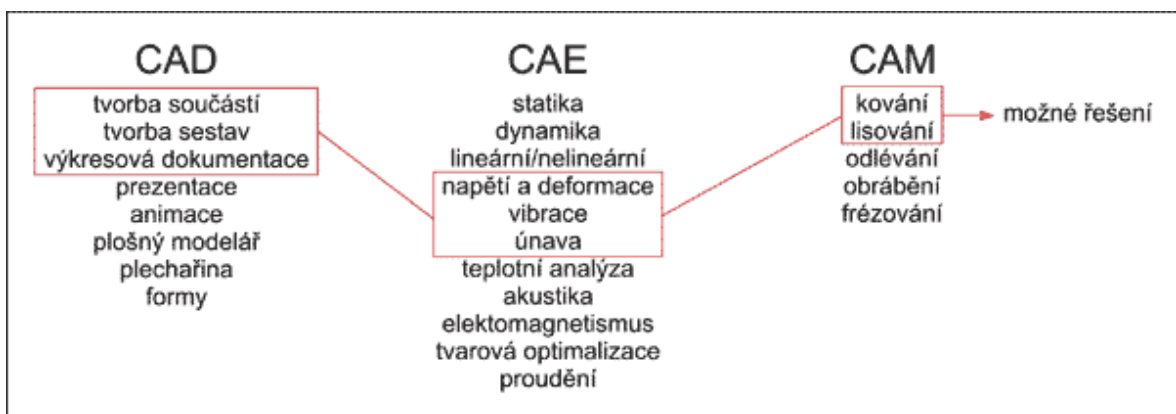 CAD
tvorba součástí
tvorba sestav
výkresová dokumentace
prezentace
animace
plošný modelář
plechařina
formy
CAE
statika
dynamika
lineární/nelineární
napětí a deformace
vibrace
únava
teplotní analýza
akustika
elektomagnetismus
tvarová optimalizace
proudění
CAM
kování
lisování
odlévání
obrábění
frézování
možné řešení